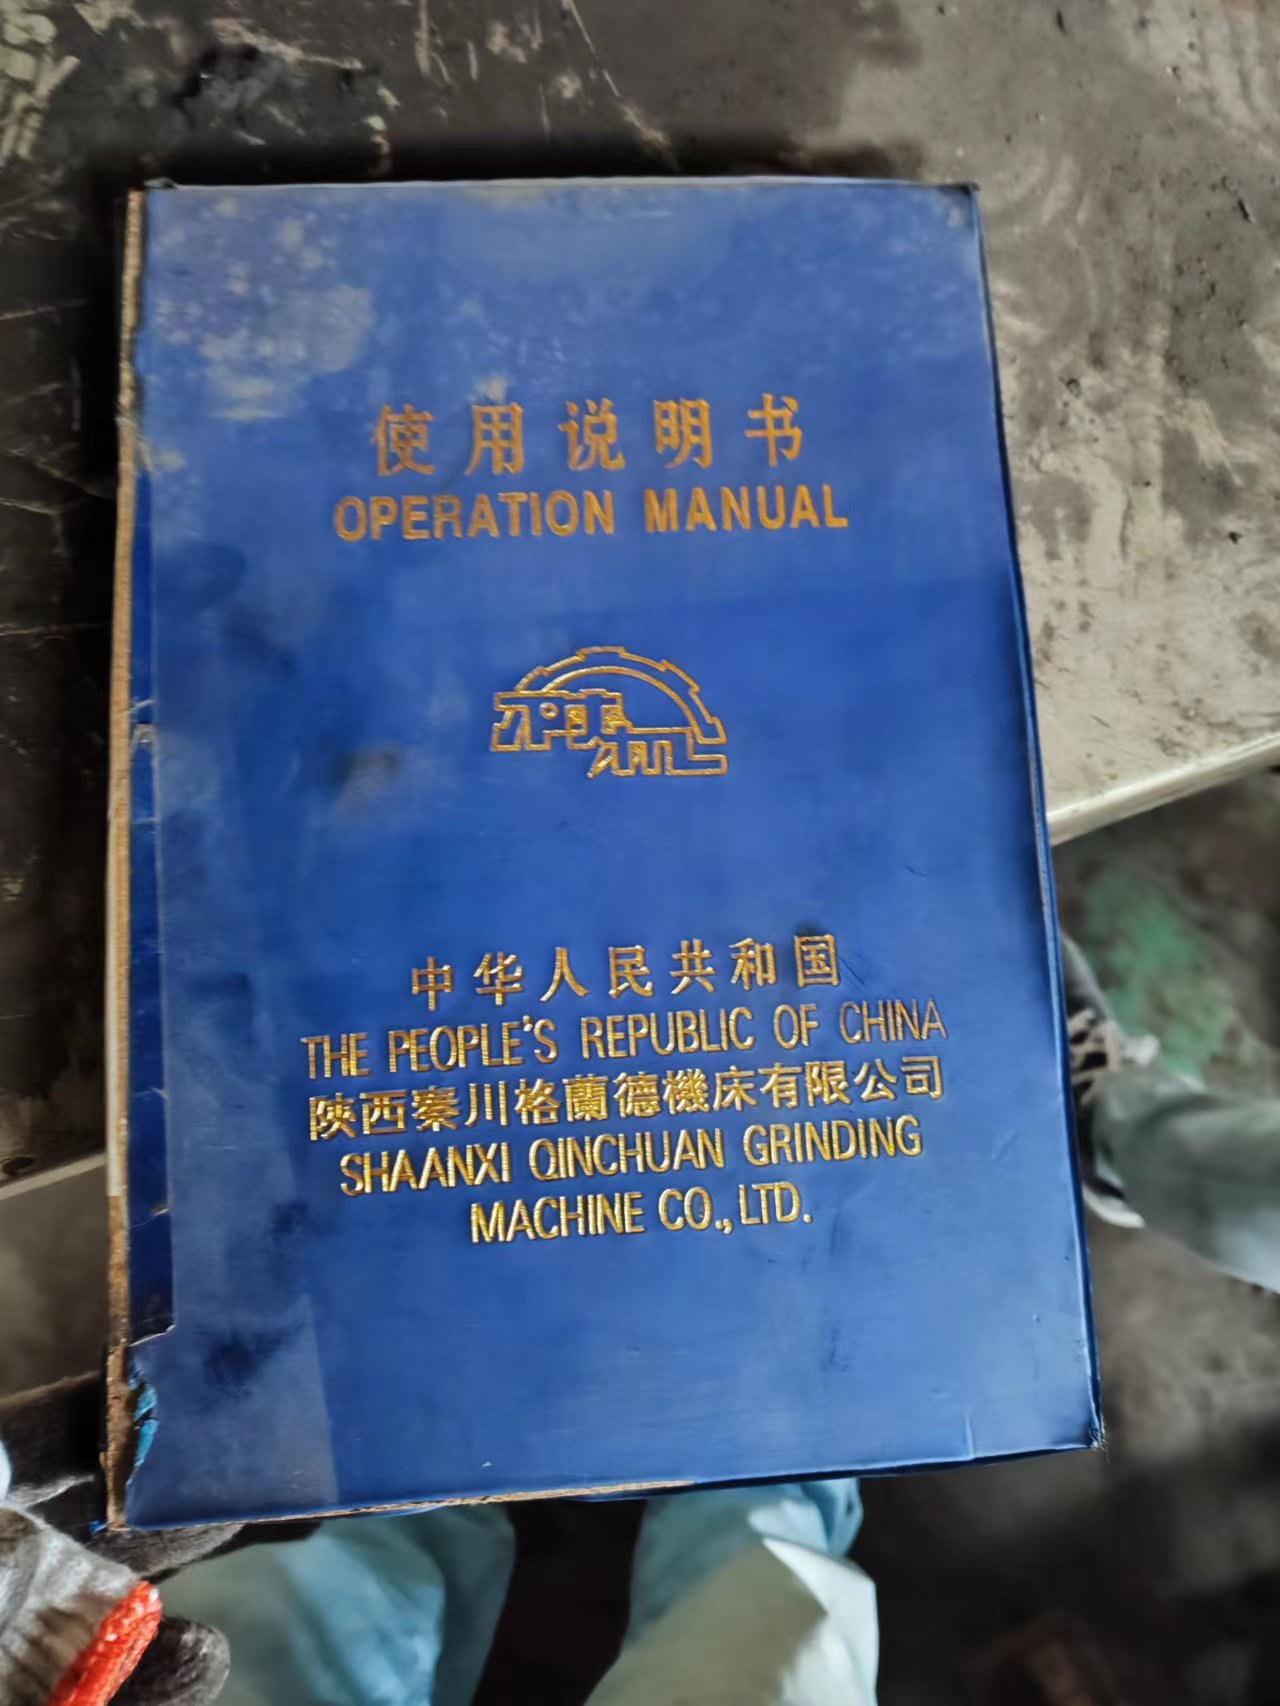 使用说明书
OPERATION MANUAL
中华人民共和国
THE PEOPLE'S REPUBLIC OF CHINA
陝西秦川格蘭德機床有限公司
SHAANXI QINCHUAN GRINDING
MACHINE CO., LTD.